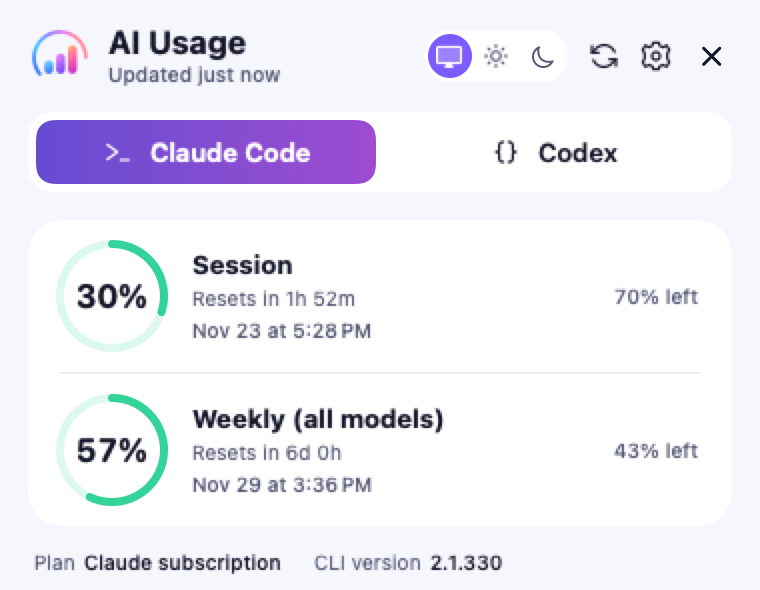 AI Usage
Updated just now
>_ Claude Code
{} Codex
30%
Session
Resets in 1h 52m
Nov 23 at 5:28 PM
70% left
57%
Weekly (all models)
Resets in 6d 0h
Nov 29 at 3:36 PM
43% left
Plan Claude subscription CLI version 2.1.330